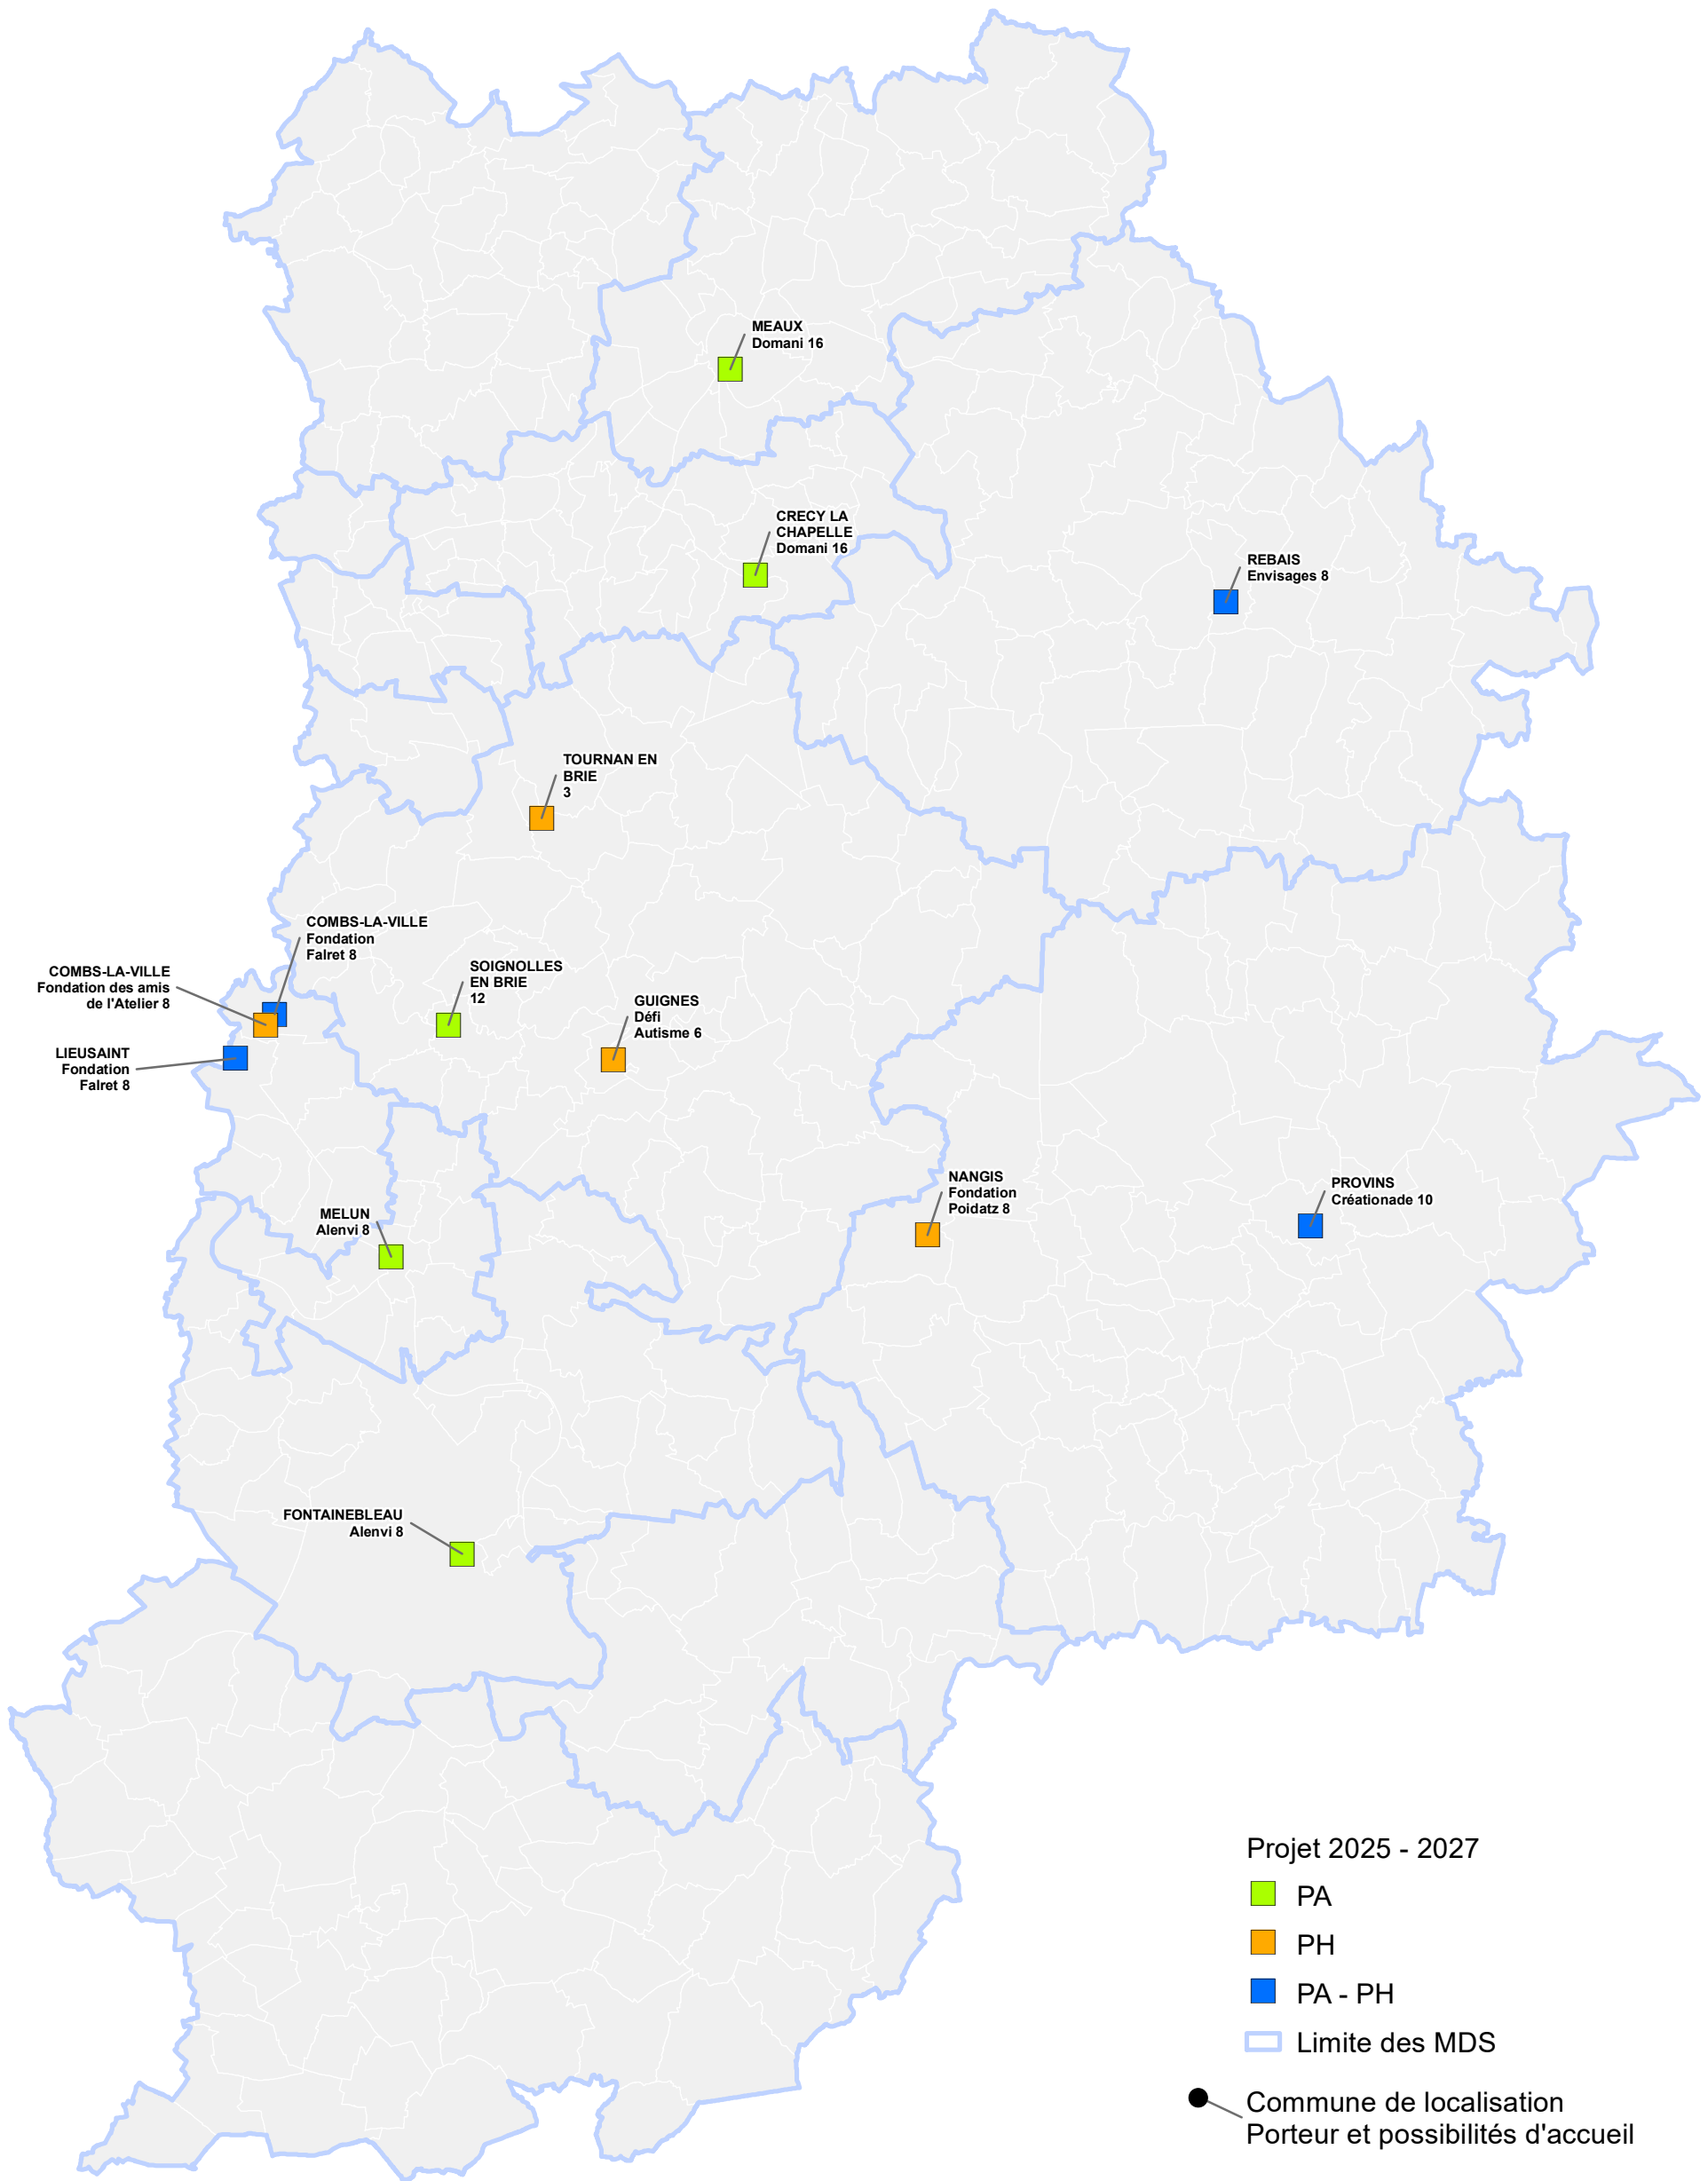 MEAUX
Domani 16
CRECY LA
CHAPELLE
Domani 16
REBAIS
Envisages 8
TOURNAN EN
BRIE
3
COMBS-LA-VILLE
Fondation
Falret 8
COMBS-LA-VILLE
Fondation des amis
de l'Atelier 8
SOIGNOLLES
EN BRIE
12
GUIGNES
Défi
Autisme 6
LIEUSAINT
Fondation
Falret 8
NANGIS
Fondation
Poidatz 8
PROVINS
Créationade 10
MELUN
Alenvi 8
FONTAINEBLEAU
Alenvi 8
Projet 2025 - 2027
PA
PH
PA - PH
Limite des MDS
Commune de localisation
Porteur et possibilités d'accueil